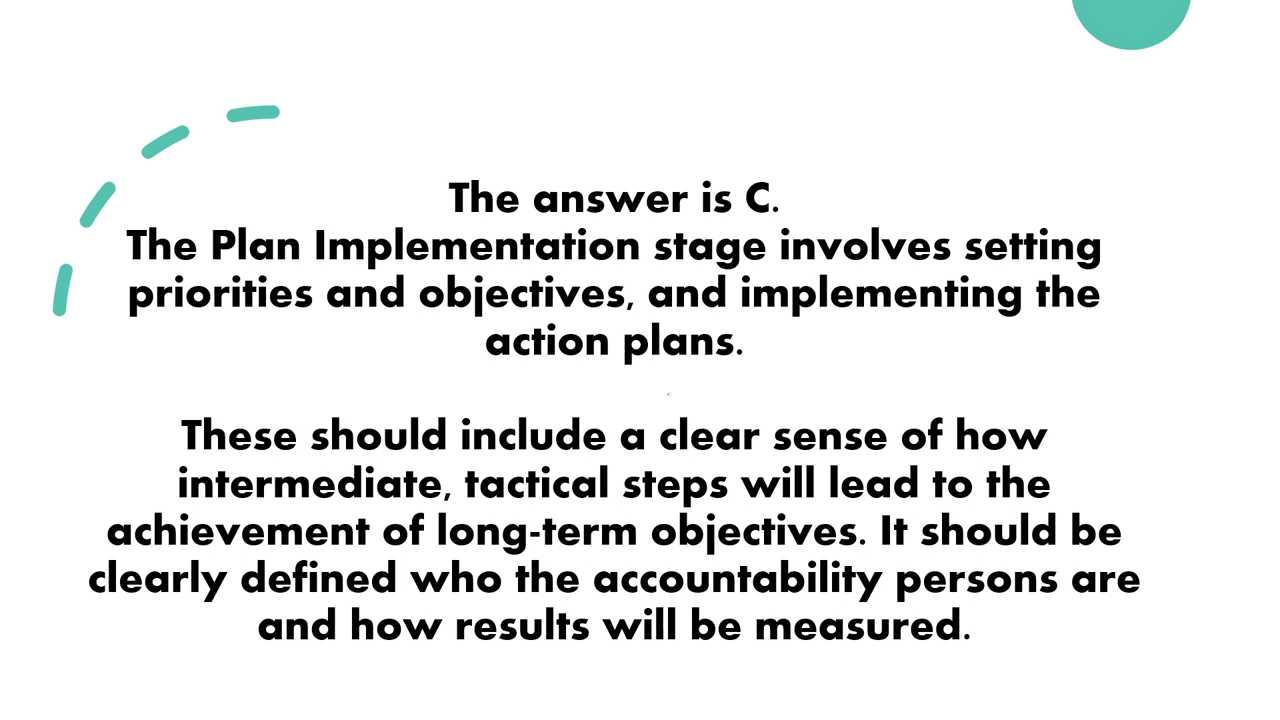 The answer is C.
The Plan Implementation stage involves setting
priorities and objectives, and implementing the
action plans.
These should include a clear sense of how
intermediate, tactical steps will lead to the
achievement of long-term objectives. It should be
clearly defined who the accountability persons are
and how results will be measured.